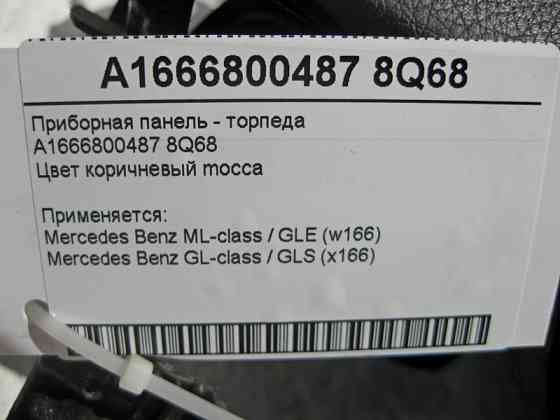 A1666800487 8Q68
Приборная панель - торпеда
A1666800487 8Q68
Цвет коричневый mocca
Применяется:
Mercedes Benz ML-class / GLE (w166)
Mercedes Benz GL-class / GLS (x166)